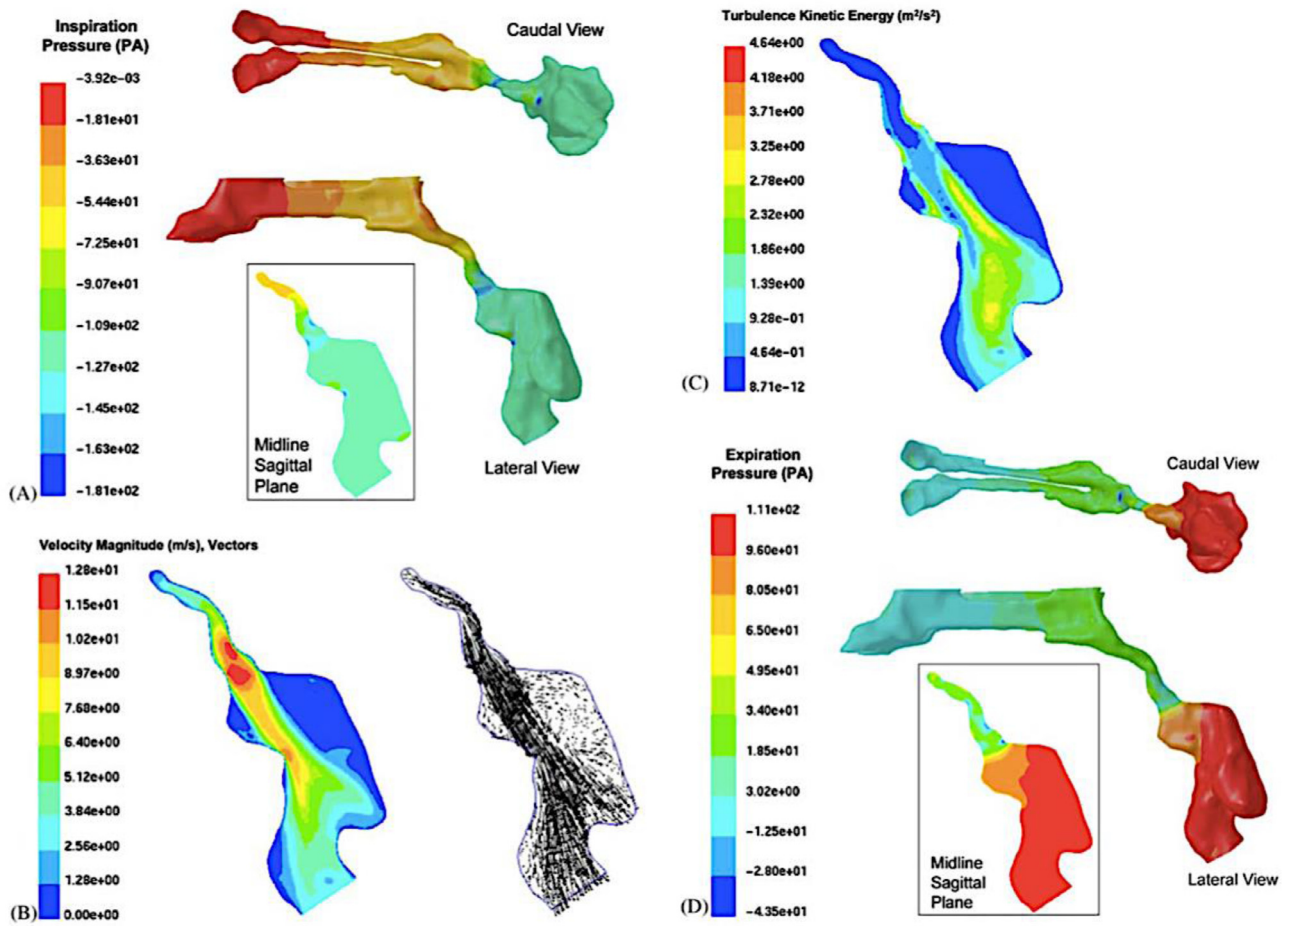 Inspiration
Pressure (PA)
−3.92e−03
−1.81e+01
−3.63e+01
−5.44e+01
−7.25e+01
−9.07e+01
−1.09e+02
−1.27e+02
−1.45e+02
−1.63e+02
−1.81e+02
(A)
Caudal View
Midline
Sagittal
Plane
Lateral View
Velocity Magnitude (m/s), Vectors
1.28e+01
1.15e+01
1.02e+01
8.97e+00
7.68e+00
6.40e+00
5.12e+00
3.84e+00
2.56e+00
1.28e+00
0.00e+00
(B)
Turbulence Kinetic Energy (m²/s²)
4.64e+00
4.18e+00
3.71e+00
3.25e+00
2.78e+00
2.32e+00
1.86e+00
1.39e+00
9.28e−01
4.64e−01
8.71e−12
(C)
Expiration
Pressure (PA)
1.11e+02
9.60e+01
8.05e+01
6.50e+01
4.95e+01
3.40e+01
1.85e+01
3.02e+00
−1.25e+01
−2.80e+01
−4.35e+01
(D)
Caudal View
Midline
Sagittal
Plane
Lateral View